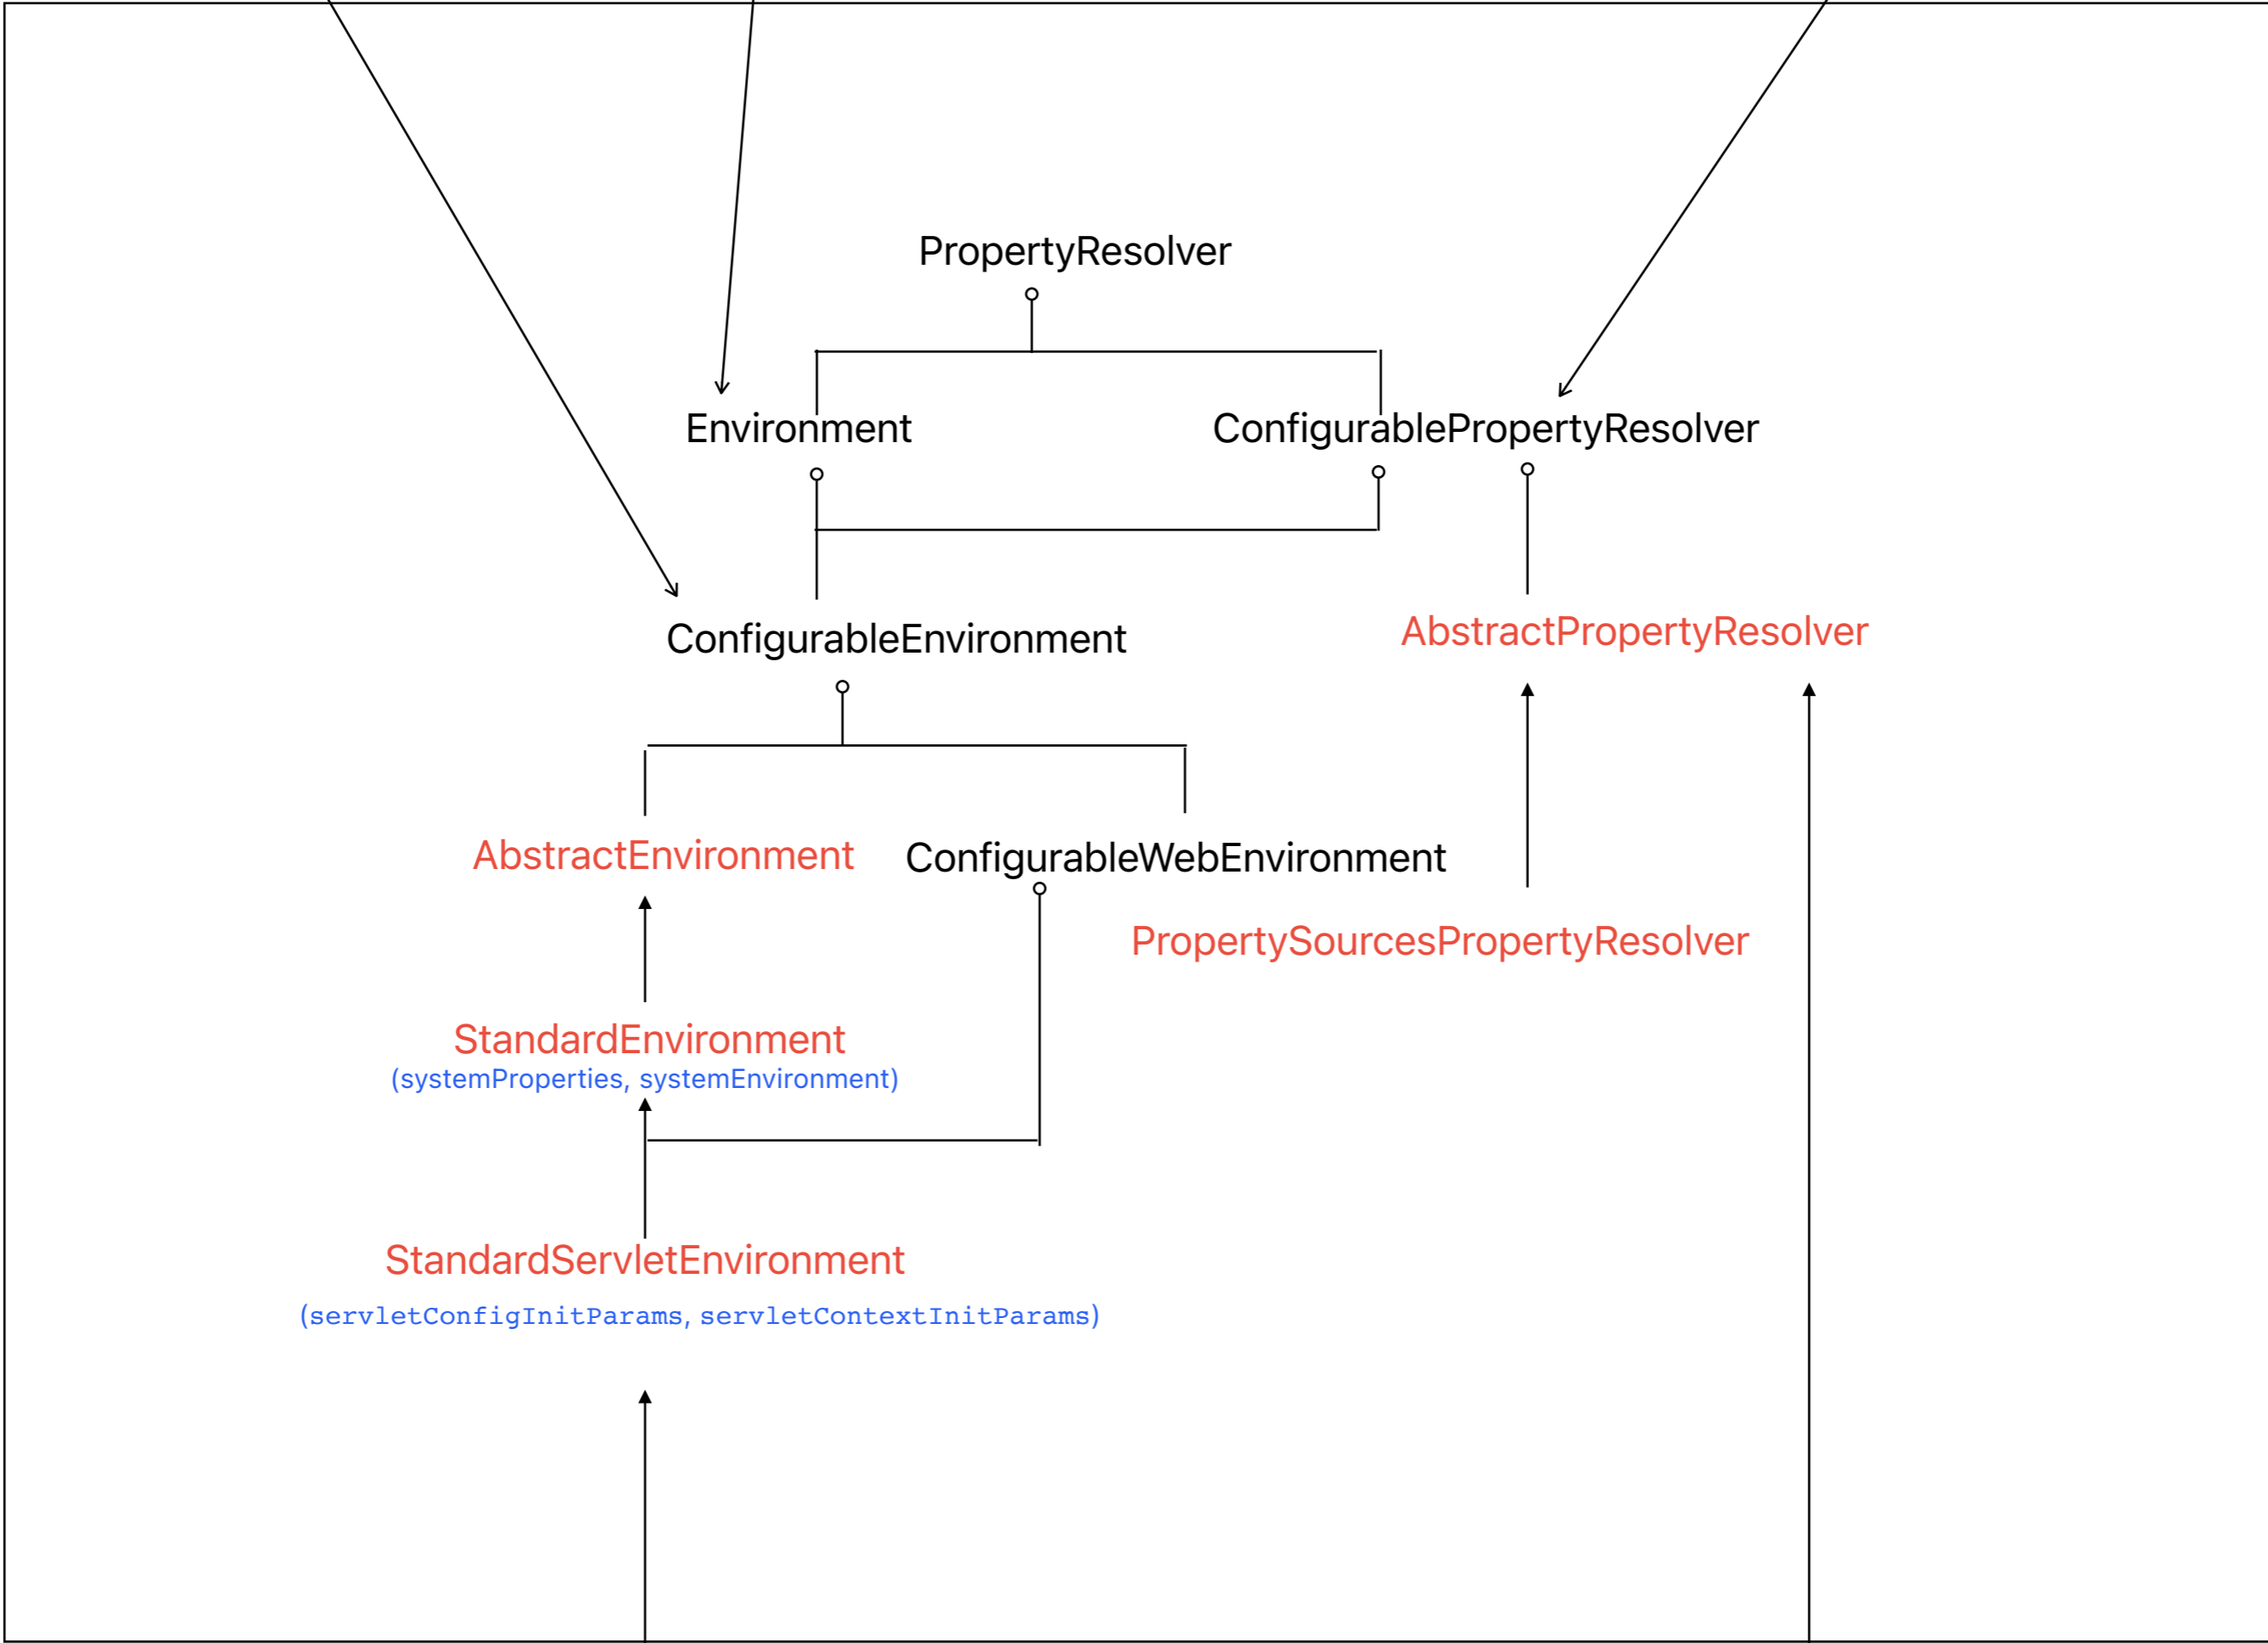 PropertyResolver
Environment
ConfigurablePropertyResolver
ConfigurableEnvironment
AbstractPropertyResolver
AbstractEnvironment
ConfigurableWebEnvironment
PropertySourcesPropertyResolver
StandardEnvironment
(systemProperties, systemEnvironment)
StandardServletEnvironment
(servletConfigInitParams, servletContextInitParams)